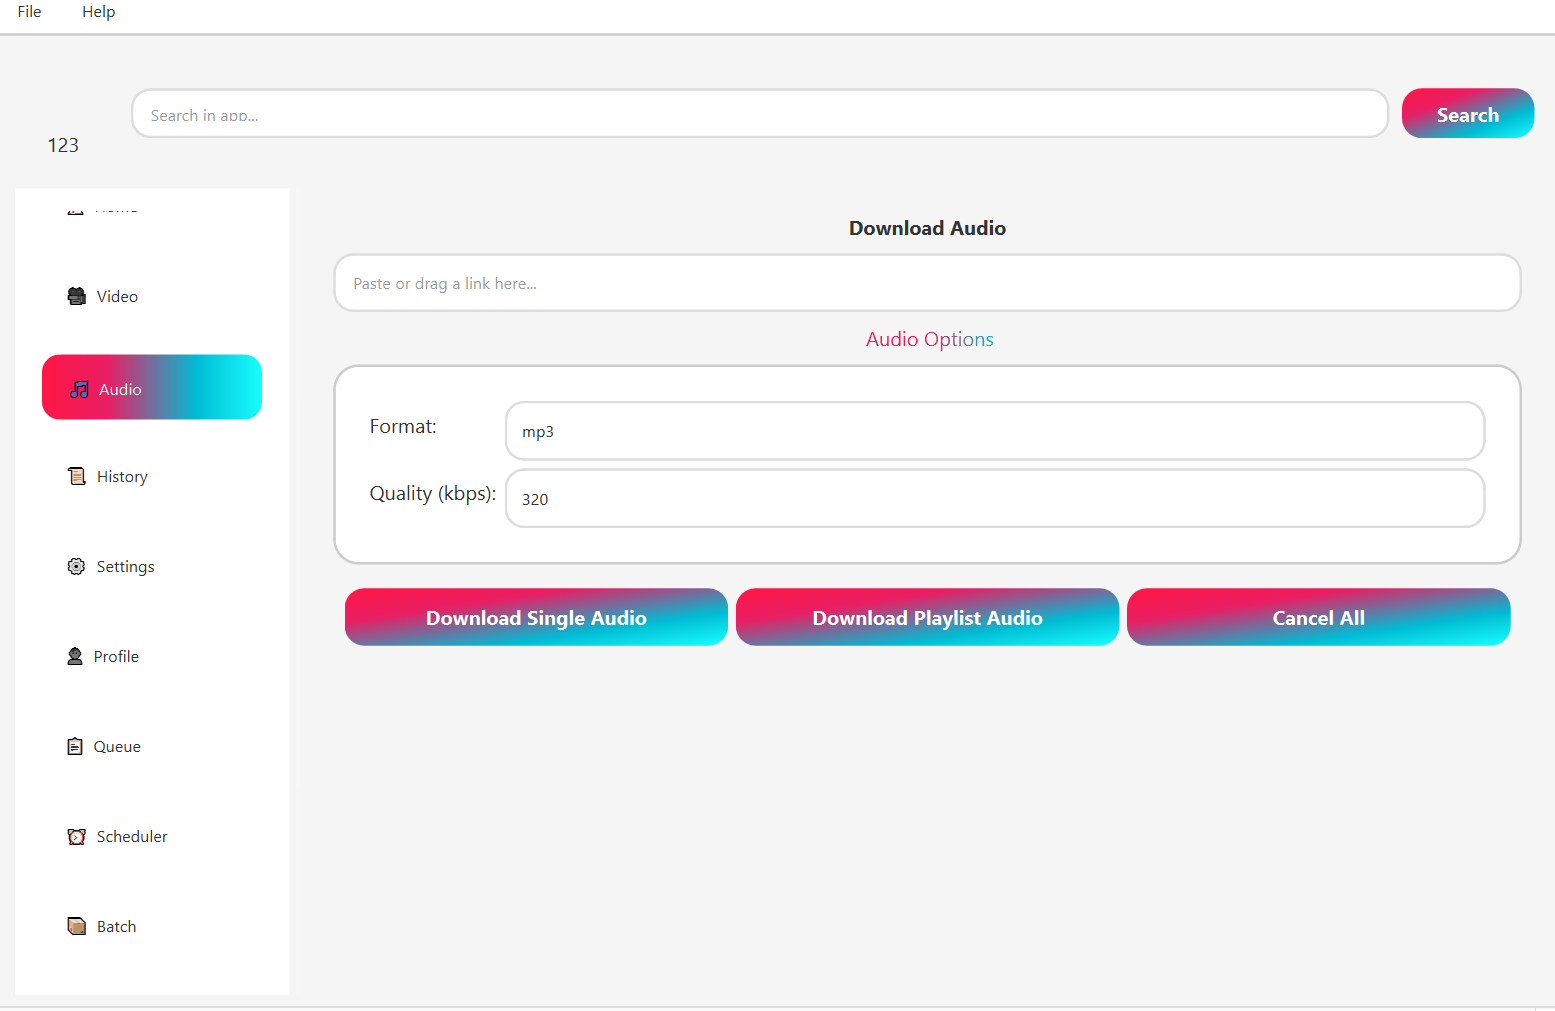 File Help
Search in app...
Search
123
Video
Audio
History
Settings
Profile
Queue
Scheduler
Batch
Download Audio
Paste or drag a link here...
Audio Options
Format: mp3
Quality (kbps): 320
Download Single Audio
Download Playlist Audio
Cancel All